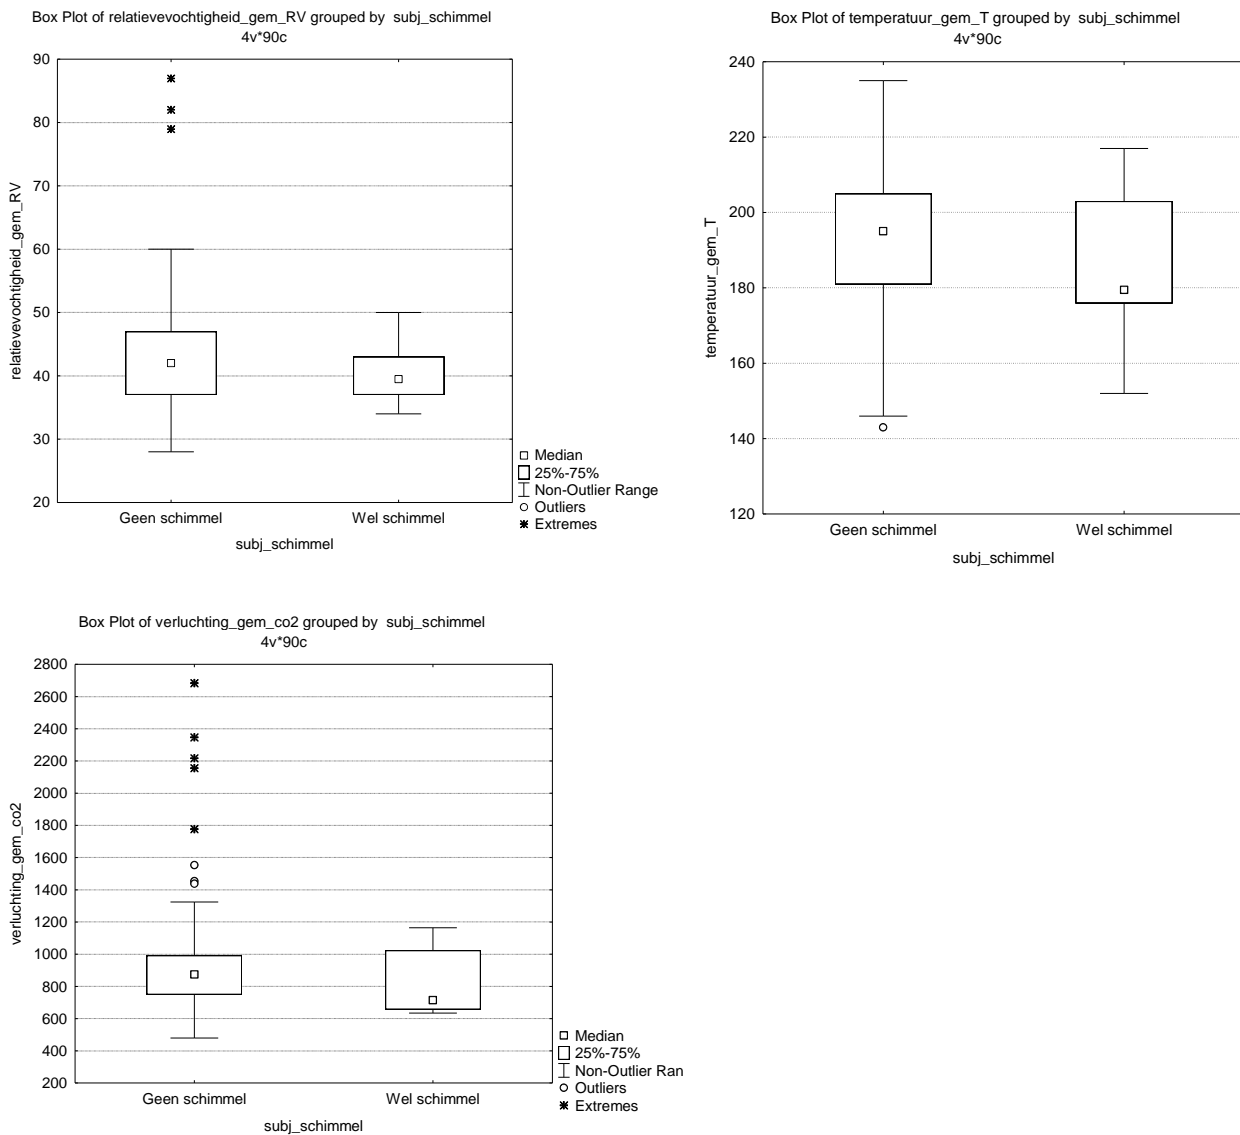 Box Plot of relatievevochtigheid_gem_RV grouped by  subj_schimmel
4v*90c
90
80
70
60
50
40
30
20
relatievevochtigheid_gem_RV
Geen schimmel
Wel schimmel
subj_schimmel
Median
25%-75%
Non-Outlier Range
Outliers
Extremes
Box Plot of temperatuur_gem_T grouped by  subj_schimmel
4v*90c
240
220
200
180
160
140
120
temperatuur_gem_T
Geen schimmel
Wel schimmel
subj_schimmel
Box Plot of verluchting_gem_co2 grouped by  subj_schimmel
4v*90c
2800
2600
2400
2200
2000
1800
1600
1400
1200
1000
800
600
400
200
verluchting_gem_co2
Geen schimmel
Wel schimmel
subj_schimmel
Median
25%-75%
Non-Outlier Ran
Outliers
Extremes